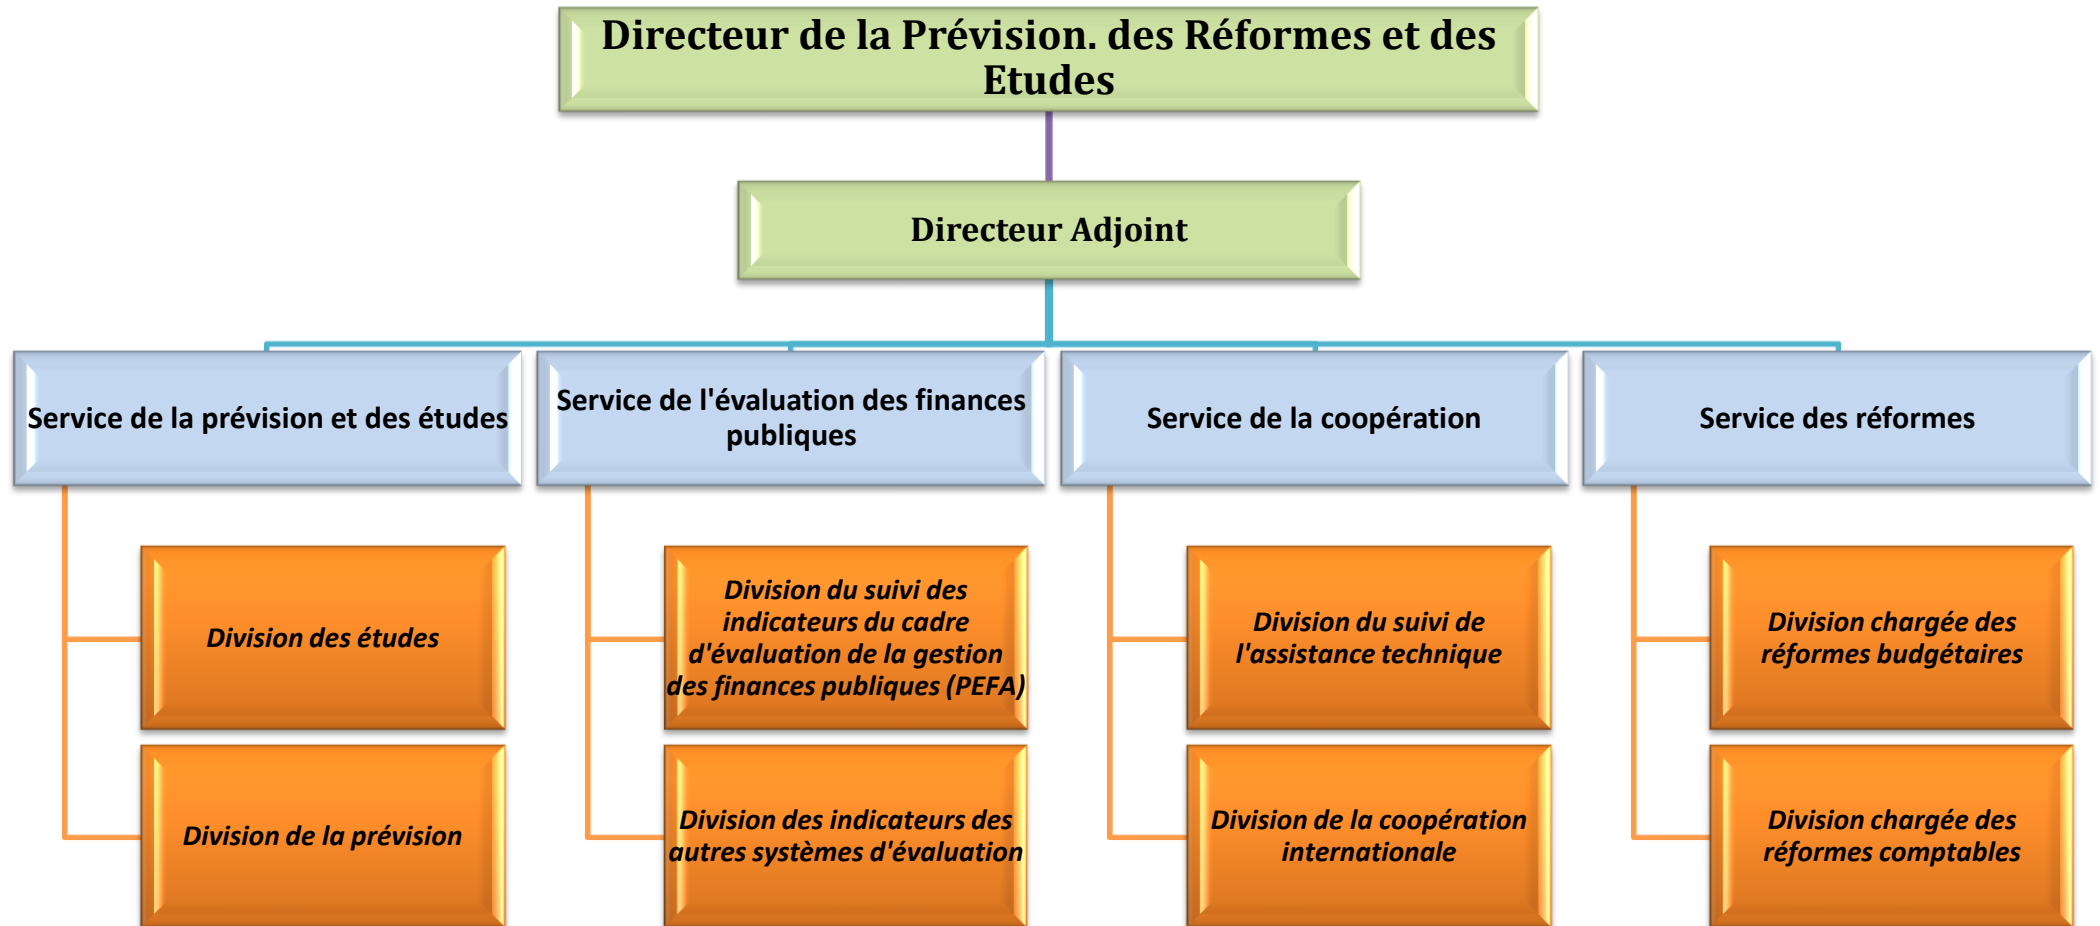 Directeur de la Prévision. des Réformes et des
Etudes
Directeur Adjoint
Service de la prévision et des études
Service de l'évaluation des finances
publiques
Service de la coopération
Service des réformes
Division des études
Division du suivi des
indicateurs du cadre
d'évaluation de la gestion
des finances publiques (PEFA)
Division du suivi de
l'assistance technique
Division chargée des
réformes budgétaires
Division de la prévision
Division des indicateurs des
autres systèmes d'évaluation
Division de la coopération
internationale
Division chargée des
réformes comptables